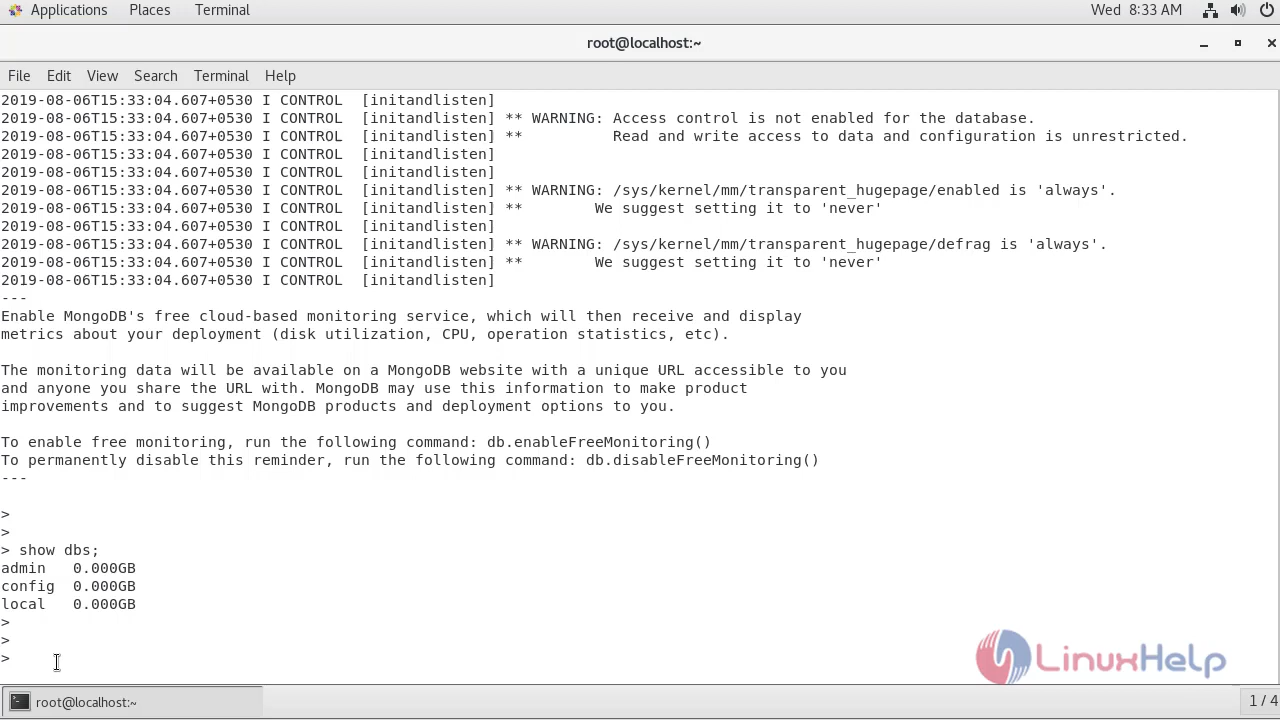 Applications Places Terminal Wed 8:33 AM
root@localhost:~
File Edit View Search Terminal Help
2019-08-06T15:33:04.607+0530 I CONTROL  [initandlisten]
2019-08-06T15:33:04.607+0530 I CONTROL  [initandlisten] ** WARNING: Access control is not enabled for the database.
2019-08-06T15:33:04.607+0530 I CONTROL  [initandlisten] **          Read and write access to data and configuration is unrestricted.
2019-08-06T15:33:04.607+0530 I CONTROL  [initandlisten]
2019-08-06T15:33:04.607+0530 I CONTROL  [initandlisten]
2019-08-06T15:33:04.607+0530 I CONTROL  [initandlisten] ** WARNING: /sys/kernel/mm/transparent_hugepage/enabled is 'always'.
2019-08-06T15:33:04.607+0530 I CONTROL  [initandlisten] **        We suggest setting it to 'never'
2019-08-06T15:33:04.607+0530 I CONTROL  [initandlisten]
2019-08-06T15:33:04.607+0530 I CONTROL  [initandlisten] ** WARNING: /sys/kernel/mm/transparent_hugepage/defrag is 'always'.
2019-08-06T15:33:04.607+0530 I CONTROL  [initandlisten] **        We suggest setting it to 'never'
2019-08-06T15:33:04.607+0530 I CONTROL  [initandlisten]
---
Enable MongoDB's free cloud-based monitoring service, which will then receive and display
metrics about your deployment (disk utilization, CPU, operation statistics, etc).
The monitoring data will be available on a MongoDB website with a unique URL accessible to you
and anyone you share the URL with. MongoDB may use this information to make product
improvements and to suggest MongoDB products and deployment options to you.
To enable free monitoring, run the following command: db.enableFreeMonitoring()
To permanently disable this reminder, run the following command: db.disableFreeMonitoring()
---
>
>
> show dbs;
admin   0.000GB
config  0.000GB
local   0.000GB
>
>
>
LinuxHelp
root@localhost:~ 1 / 4